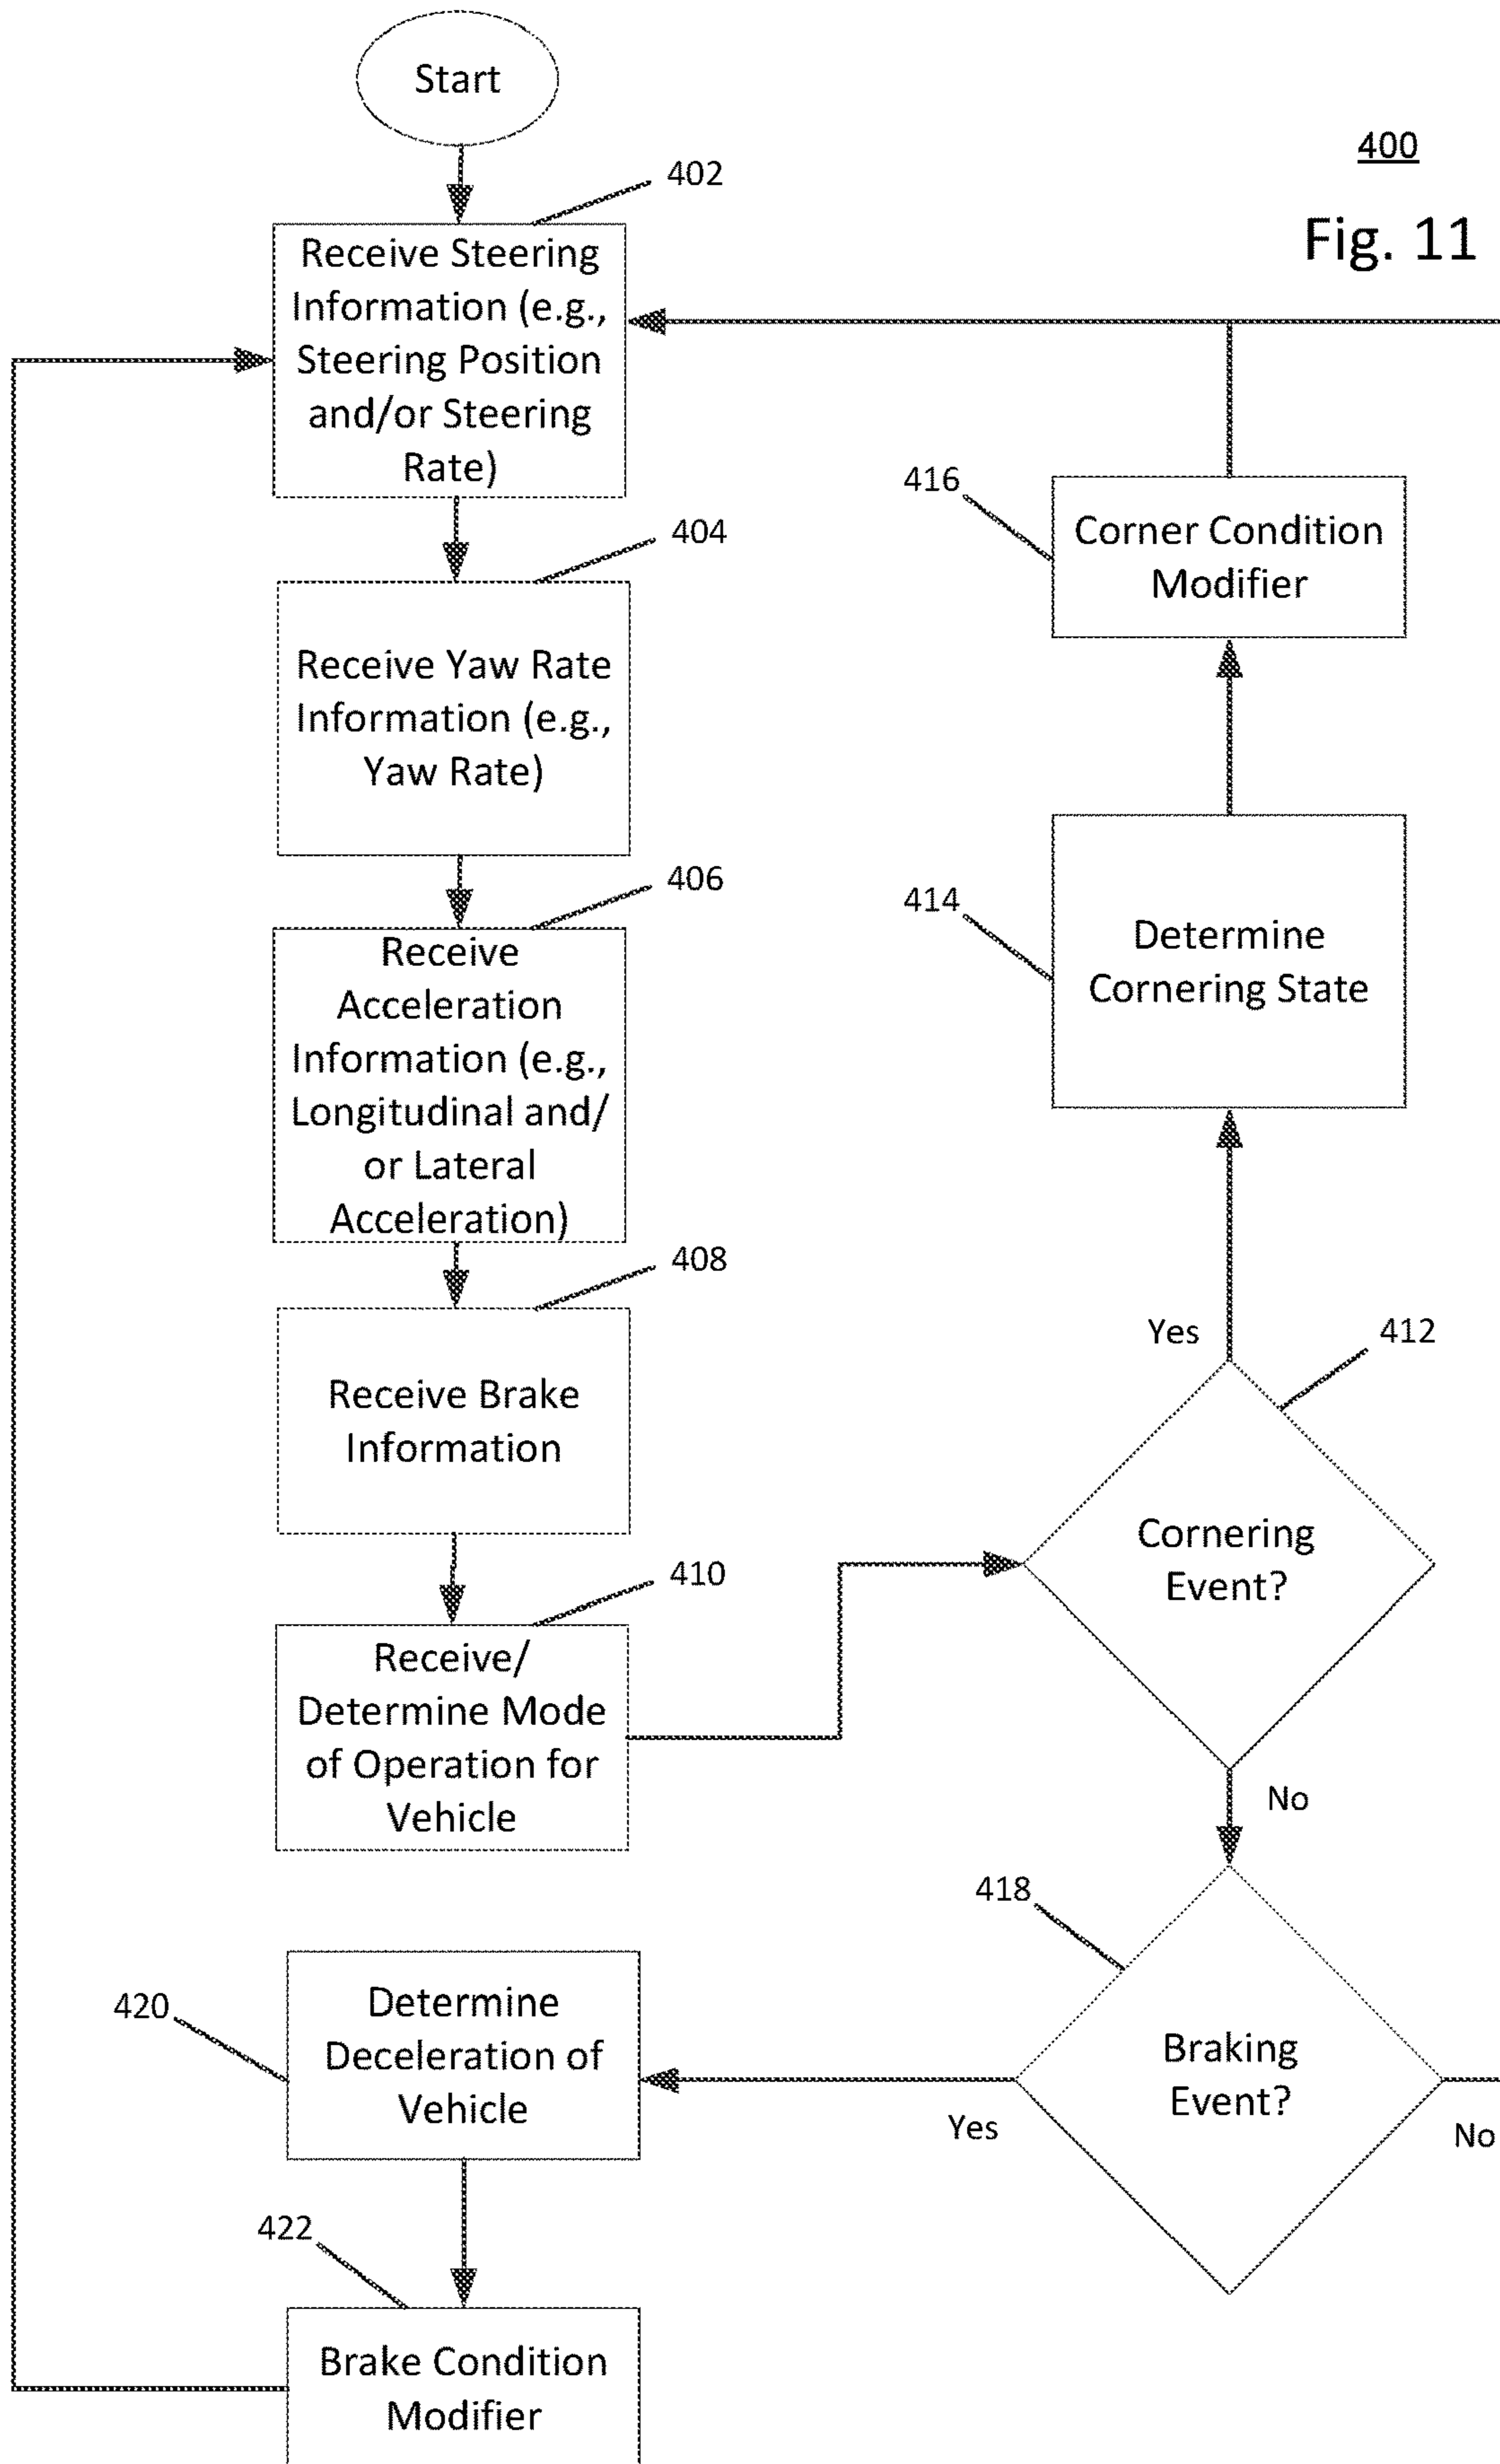 Start
400
Fig. 11
402
Receive Steering
Information (e.g.,
Steering Position
and/or Steering
Rate)
404
Receive Yaw Rate
Information (e.g.,
Yaw Rate)
406
Receive
Acceleration
Information (e.g.,
Longitudinal and/
or Lateral
Acceleration)
408
Receive Brake
Information
410
Receive/
Determine Mode
of Operation for
Vehicle
416
Corner Condition
Modifier
414
Determine
Cornering State
Yes
412
Cornering
Event?
No
418
Braking
Event?
Yes
No
420
Determine
Deceleration of
Vehicle
422
Brake Condition
Modifier